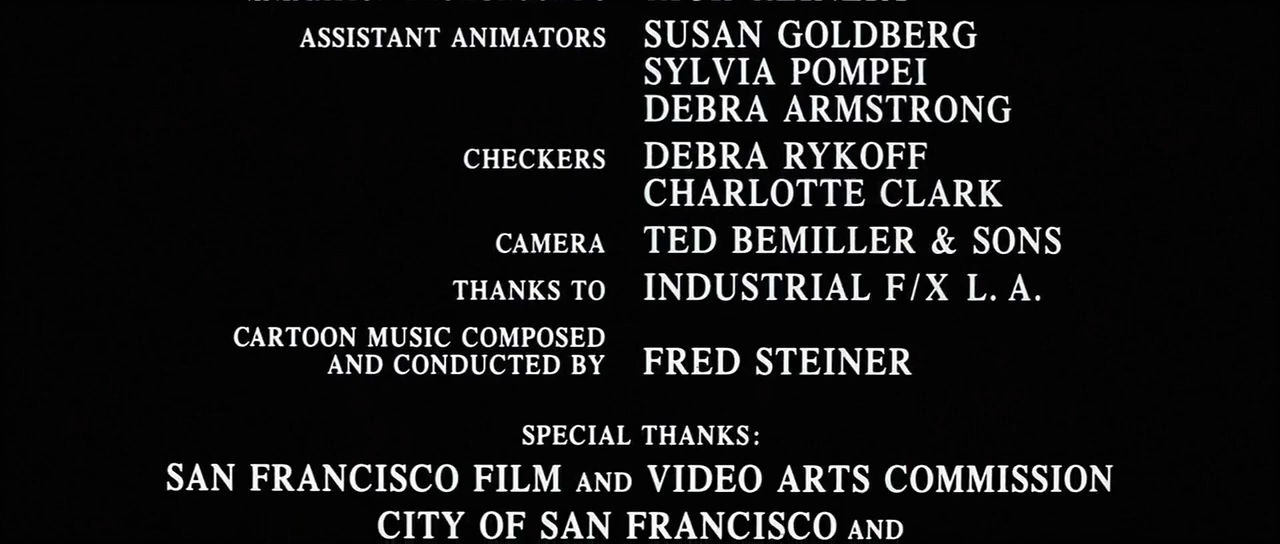 ASSISTANT ANIMATORS SUSAN GOLDBERG
SYLVIA POMPEI
DEBRA ARMSTRONG
CHECKERS DEBRA RYKOFF
CHARLOTTE CLARK
CAMERA TED BEMILLER & SONS
THANKS TO INDUSTRIAL F/X L. A.
CARTOON MUSIC COMPOSED
AND CONDUCTED BY FRED STEINER
SPECIAL THANKS:
SAN FRANCISCO FILM AND VIDEO ARTS COMMISSION
CITY OF SAN FRANCISCO AND